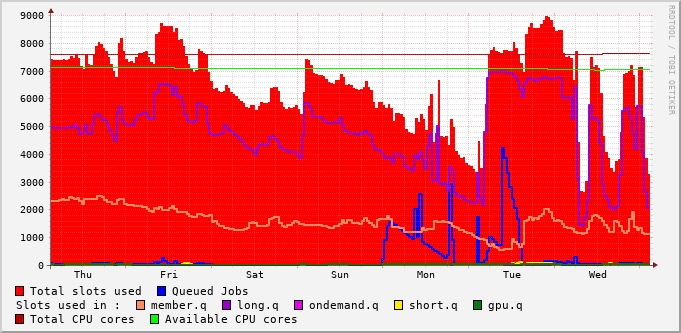 9000
8000
7000
6000
5000
4000
3000
2000
1000
0
Thu Fri Sat Sun Mon Tue Wed
RRDTOOL / TOBI OETIKER
Total slots used Queued Jobs
Slots used in : member.q long.q ondemand.q short.q gpu.q
Total CPU cores Available CPU cores